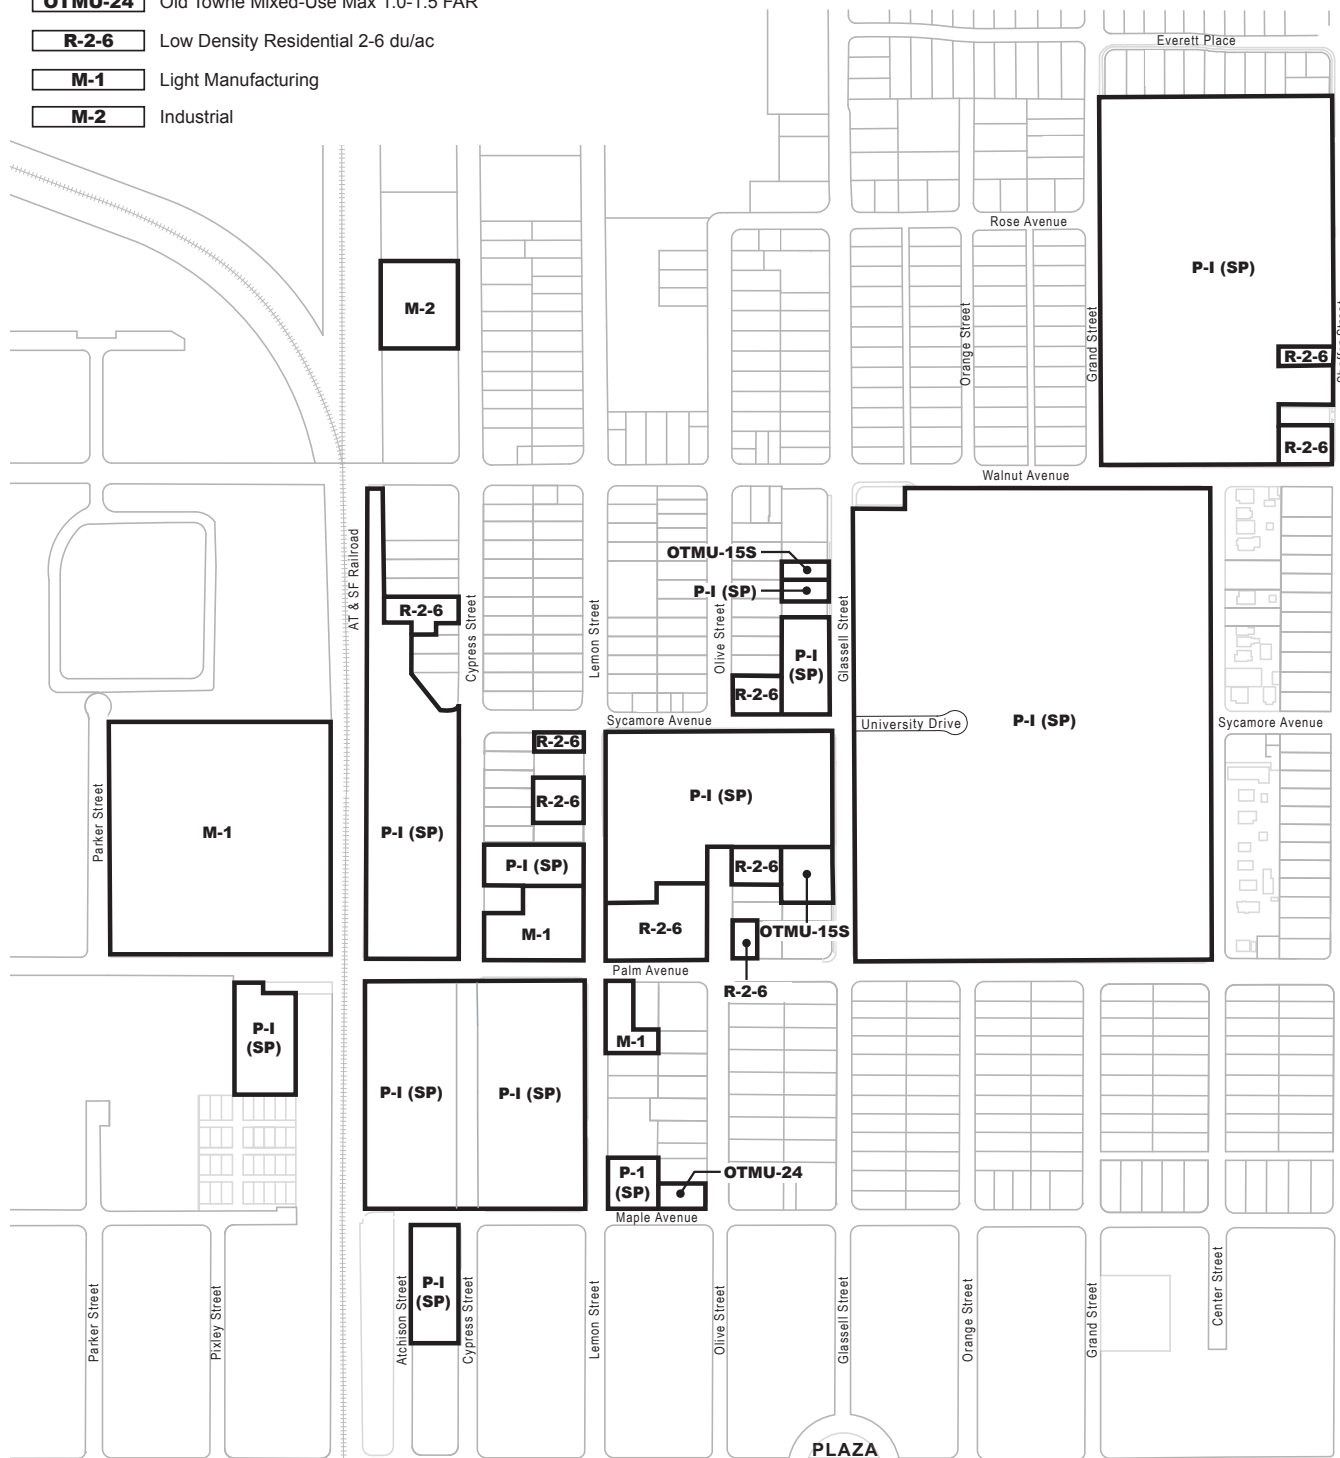 OTMU-24 Old Towne Mixed-Use Max 1.0-1.5 FAR
R-2-6 Low Density Residential 2-6 du/ac
M-1 Light Manufacturing
M-2 Industrial
Everett Place
Rose Avenue
P-I (SP)
M-2
Orange Street
Grand Street
R-2-6
R-2-6
Walnut Avenue
AT & SF Railroad
OTMU-15S
P-I (SP)
R-2-6
Cypress Street
Lemon Street
Olive Street
Glassell Street
P-I
(SP)
R-2-6
Sycamore Avenue
University Drive
P-I (SP)
Sycamore Avenue
R-2-6
R-2-6
P-I (SP)
Parker Street
M-1
P-I (SP)
P-I (SP)
R-2-6
M-1
R-2-6
OTMU-15S
Palm Avenue
R-2-6
P-I
(SP)
M-1
P-I (SP)
P-I (SP)
P-1
(SP)
OTMU-24
Maple Avenue
P-I
(SP)
Parker Street
Pixley Street
Atchison Street
Cypress Street
Lemon Street
Olive Street
Glassell Street
Orange Street
Grand Street
Center Street
PLAZA